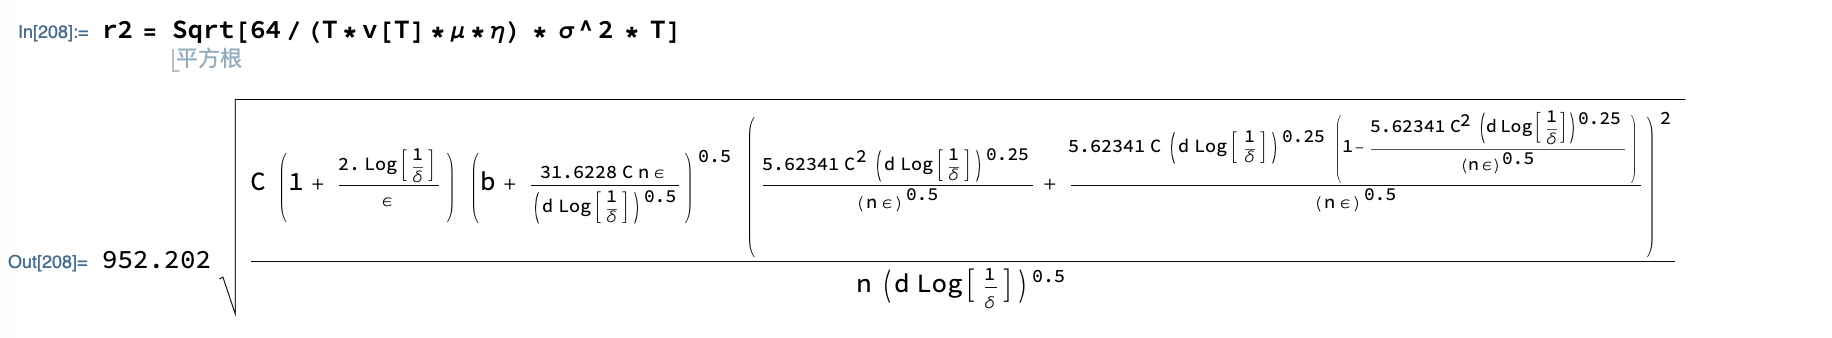 In[208]:= r2 = Sqrt[64 / (T * v[T] * μ * η) * σ^2 * T]
平方根
Out[208]= 952.202 √((C (1 + (2. Log[1/δ])/ϵ) (b + (31.6228 C n ϵ)/(d Log[1/δ])^0.5)^0.5 ((5.62341 C^2 (d Log[1/δ])^0.25)/(n ϵ)^0.5 + (5.62341 C (d Log[1/δ])^0.25 (1 - (5.62341 C^2 (d Log[1/δ])^0.25)/(n ϵ)^0.5))/(n ϵ)^0.5)^2)/(n (d Log[1/δ])^0.5))